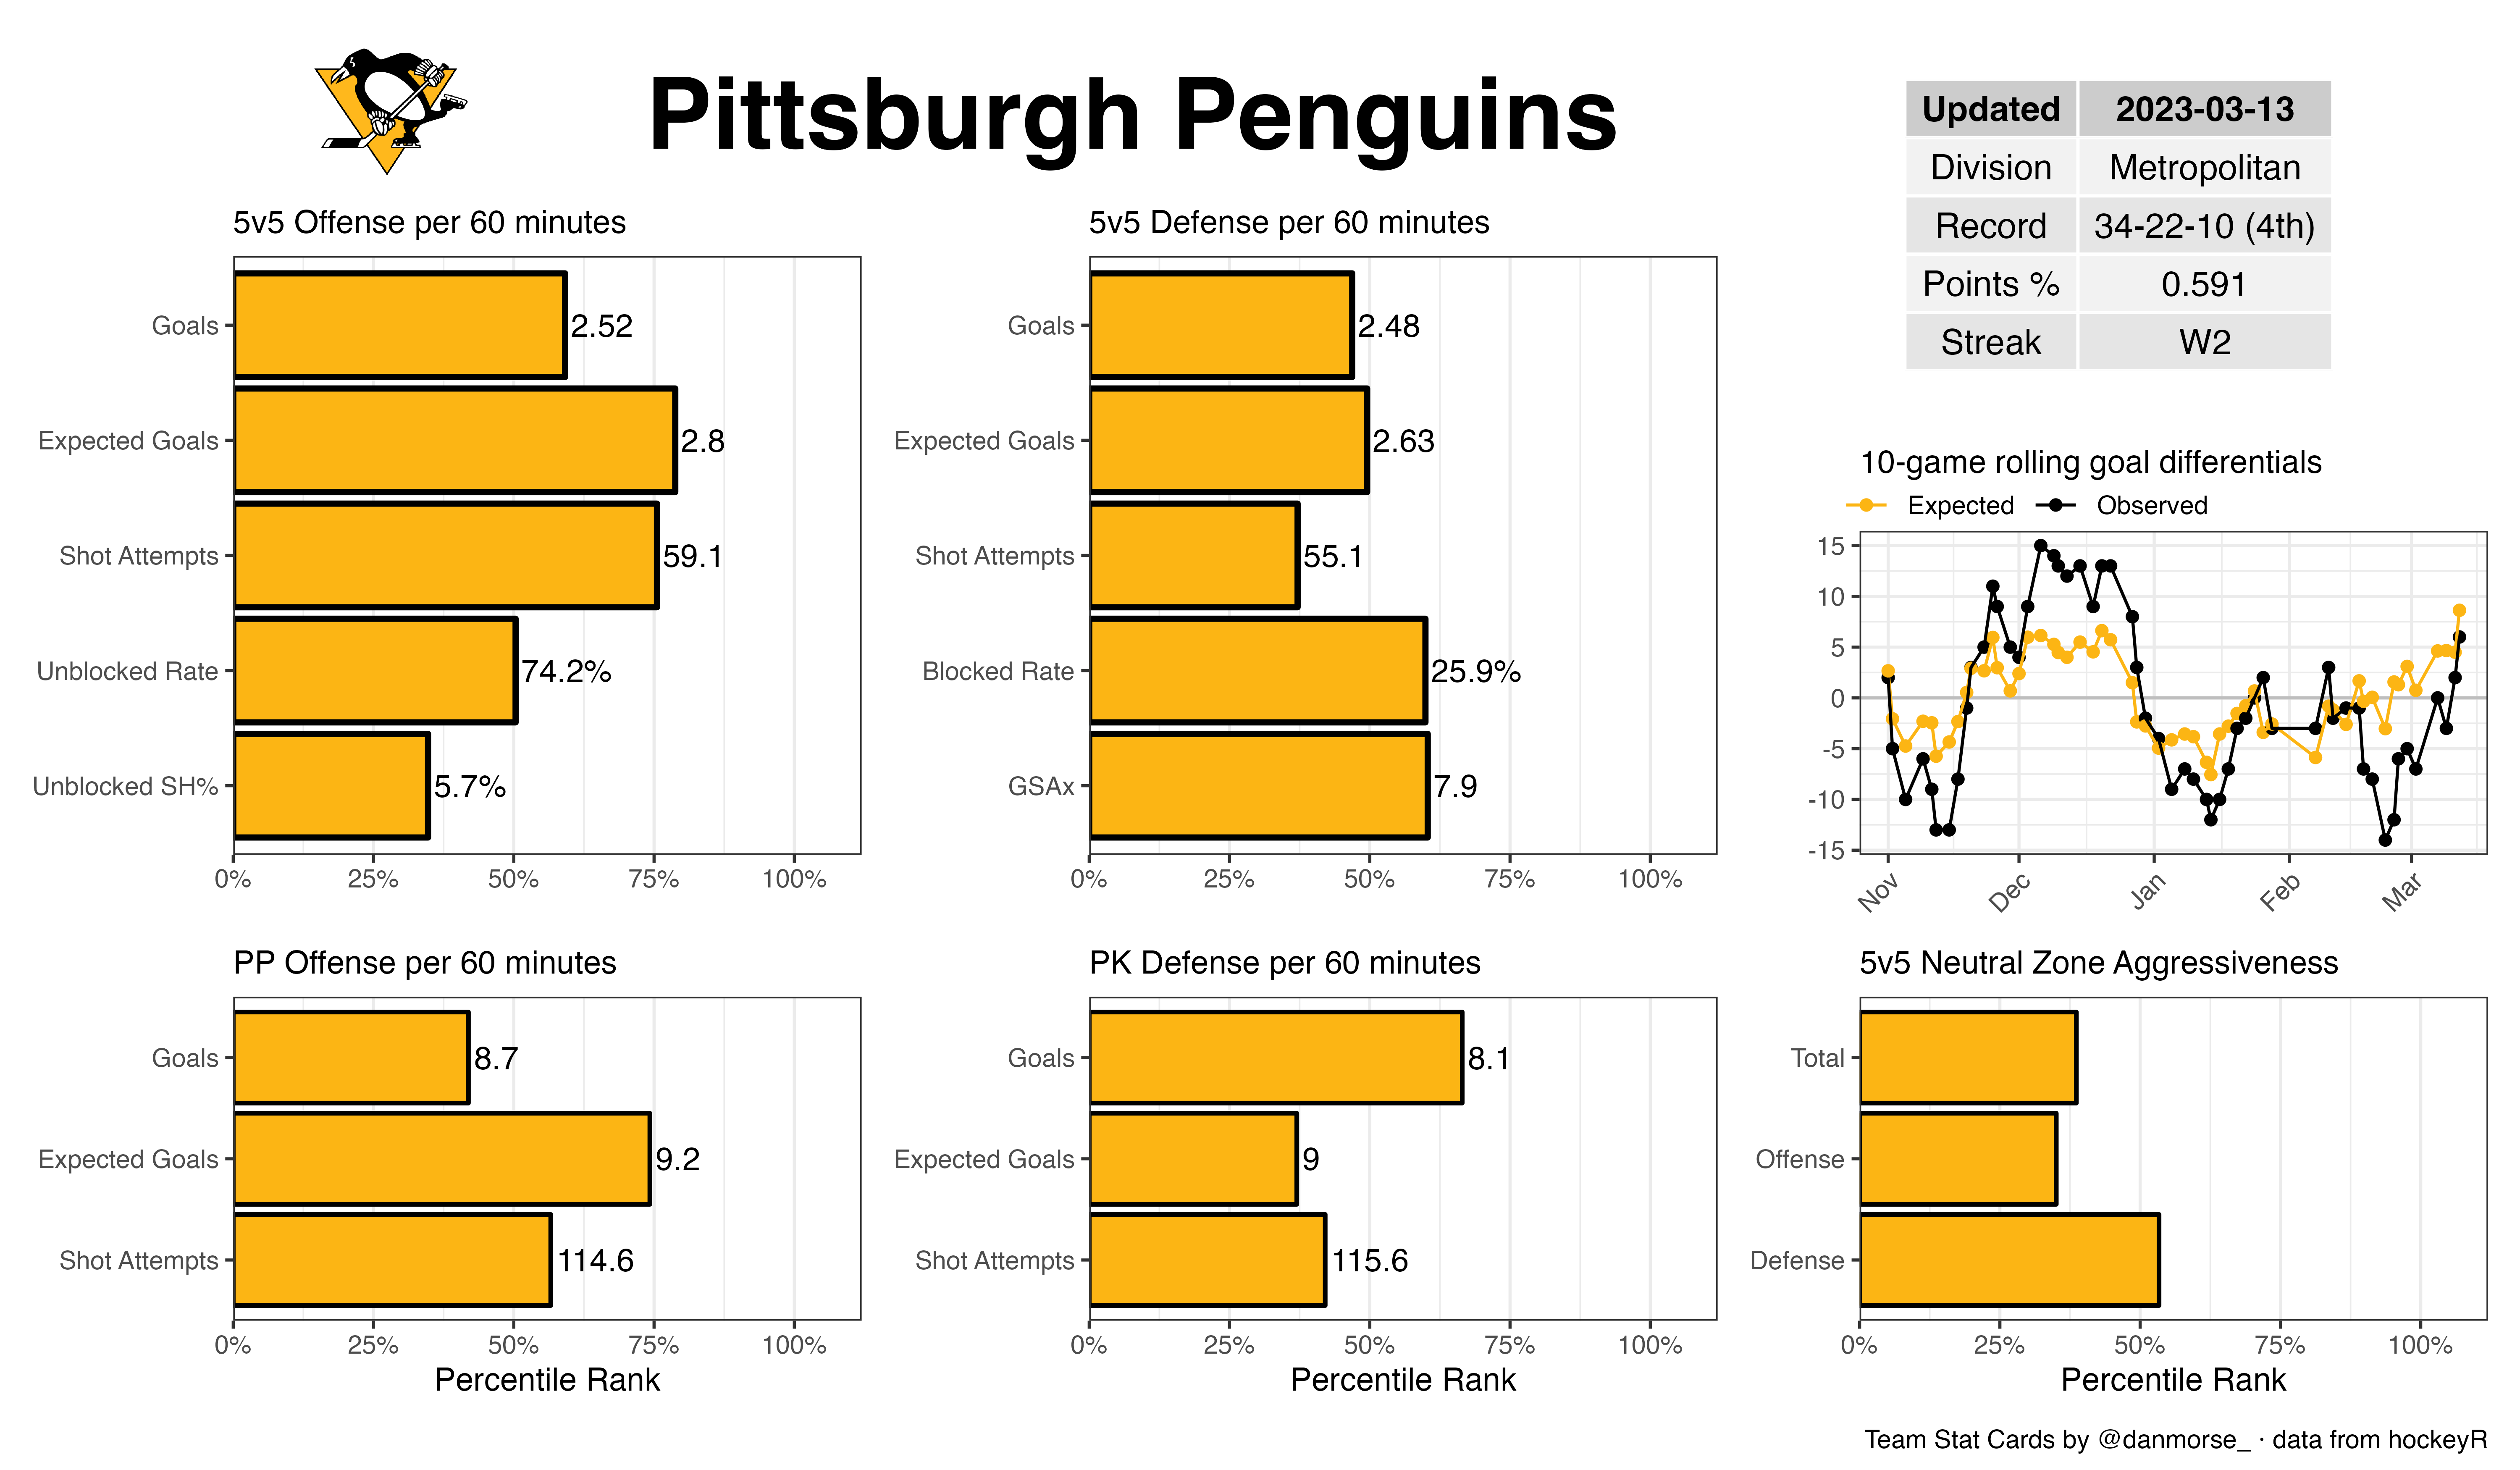 Pittsburgh Penguins
Updated 2023-03-13
Division Metropolitan
Record 34-22-10 (4th)
Points % 0.591
Streak W2
5v5 Offense per 60 minutes
Goals 2.52
Expected Goals 2.8
Shot Attempts 59.1
Unblocked Rate 74.2%
Unblocked SH% 5.7%
0% 25% 50% 75% 100%
5v5 Defense per 60 minutes
Goals 2.48
Expected Goals 2.63
Shot Attempts 55.1
Blocked Rate 25.9%
GSAx 7.9
0% 25% 50% 75% 100%
10-game rolling goal differentials
Expected Observed
15
10
5
0
-5
-10
-15
Nov Dec Jan Feb Mar
PP Offense per 60 minutes
Goals 8.7
Expected Goals 9.2
Shot Attempts 114.6
0% 25% 50% 75% 100%
Percentile Rank
PK Defense per 60 minutes
Goals 8.1
Expected Goals 9
Shot Attempts 115.6
0% 25% 50% 75% 100%
Percentile Rank
5v5 Neutral Zone Aggressiveness
Total
Offense
Defense
0% 25% 50% 75% 100%
Percentile Rank
Team Stat Cards by @danmorse_ · data from hockeyR